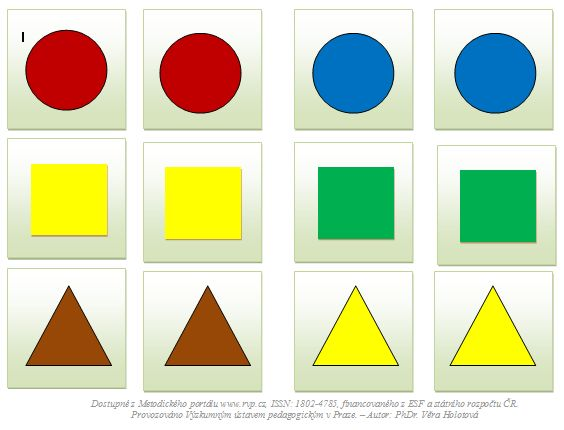 Dostupné z Metodického portálu www.rvp.cz, ISSN: 1802-4785, financovaného z ESF a státního rozpočtu ČR.
Provozováno Výzkumným ústavem pedagogickým v Praze. – Autor: PhDr. Věra Holotová